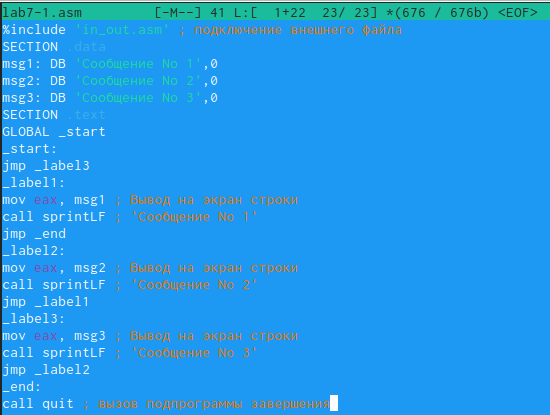 lab7-1.asm [-M--] 41 L:[ 1+22 23/ 23] *(676 / 676b) <EOF>
%include 'in_out.asm' ; подключение внешнего файла
SECTION .data
msg1: DB 'Сообщение No 1',0
msg2: DB 'Сообщение No 2',0
msg3: DB 'Сообщение No 3',0
SECTION .text
GLOBAL _start
_start:
jmp _label3
_label1:
mov eax, msg1 ; Вывод на экран строки
call sprintLF ; 'Сообщение No 1'
jmp _end
_label2:
mov eax, msg2 ; Вывод на экран строки
call sprintLF ; 'Сообщение No 2'
jmp _label1
_label3:
mov eax, msg3 ; Вывод на экран строки
call sprintLF ; 'Сообщение No 3'
jmp _label2
_end:
call quit ; вызов подпрограммы завершения